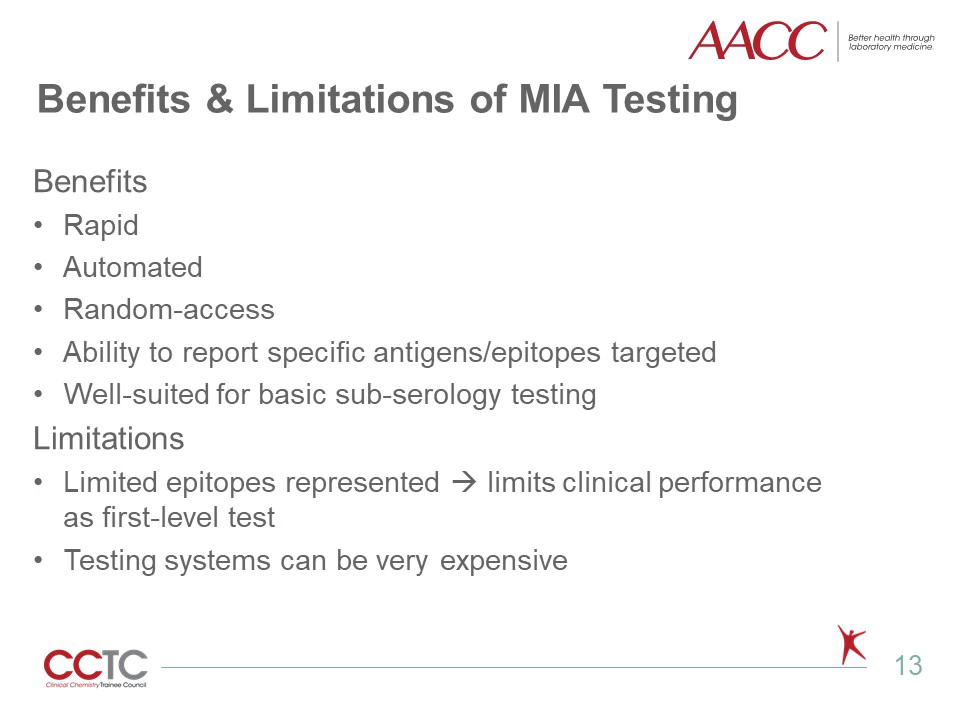 AACC
Better health through
laboratory medicine.
Benefits & Limitations of MIA Testing
Benefits
• Rapid
• Automated
• Random-access
• Ability to report specific antigens/epitopes targeted
• Well-suited for basic sub-serology testing
Limitations
• Limited epitopes represented → limits clinical performance
as first-level test
• Testing systems can be very expensive
CCTC
Clinical Chemistry Trainee Council
13